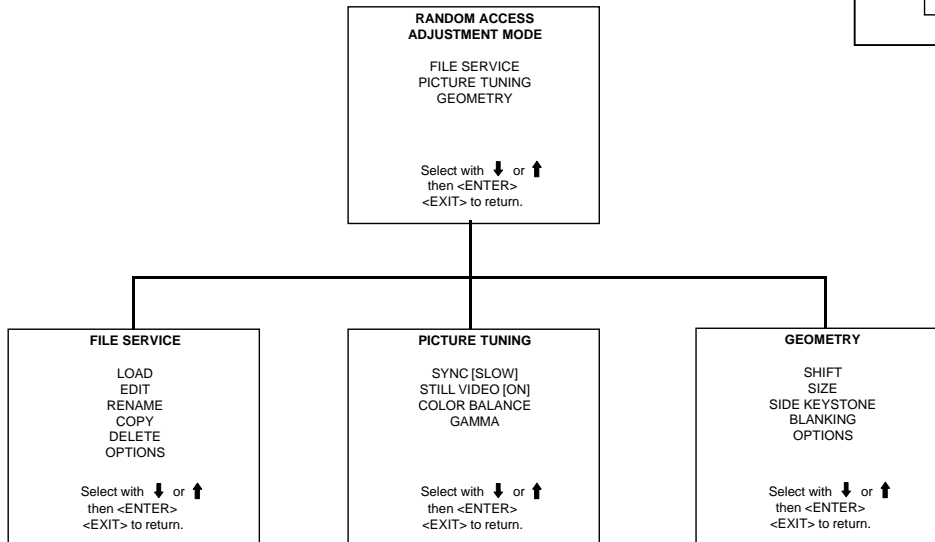 RANDOM ACCESS
ADJUSTMENT MODE
FILE SERVICE
PICTURE TUNING
GEOMETRY
Select with ⬇ or ⬆
then <ENTER>
<EXIT> to return.
FILE SERVICE
LOAD
EDIT
RENAME
COPY
DELETE
OPTIONS
Select with ⬇ or ⬆
then <ENTER>
<EXIT> to return.
PICTURE TUNING
SYNC [SLOW]
STILL VIDEO [ON]
COLOR BALANCE
GAMMA
Select with ⬇ or ⬆
then <ENTER>
<EXIT> to return.
GEOMETRY
SHIFT
SIZE
SIDE KEYSTONE
BLANKING
OPTIONS
Select with ⬇ or ⬆
then <ENTER>
<EXIT> to return.